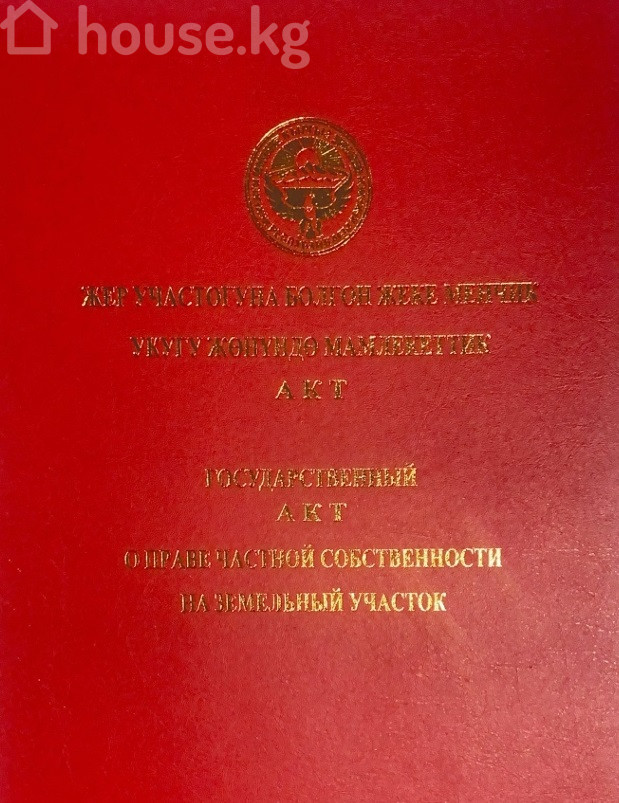 house.kg
ЖЕР УЧАСТОГУНА БОЛГОН ЖЕКЕ МЕНЧИК
УКУГУ ЖӨНҮНДӨ МАМЛЕКЕТТИК
АКТ
ГОСУДАРСТВЕННЫЙ
АКТ
О ПРАВЕ ЧАСТНОЙ СОБСТВЕННОСТИ
НА ЗЕМЕЛЬНЫЙ УЧАСТОК